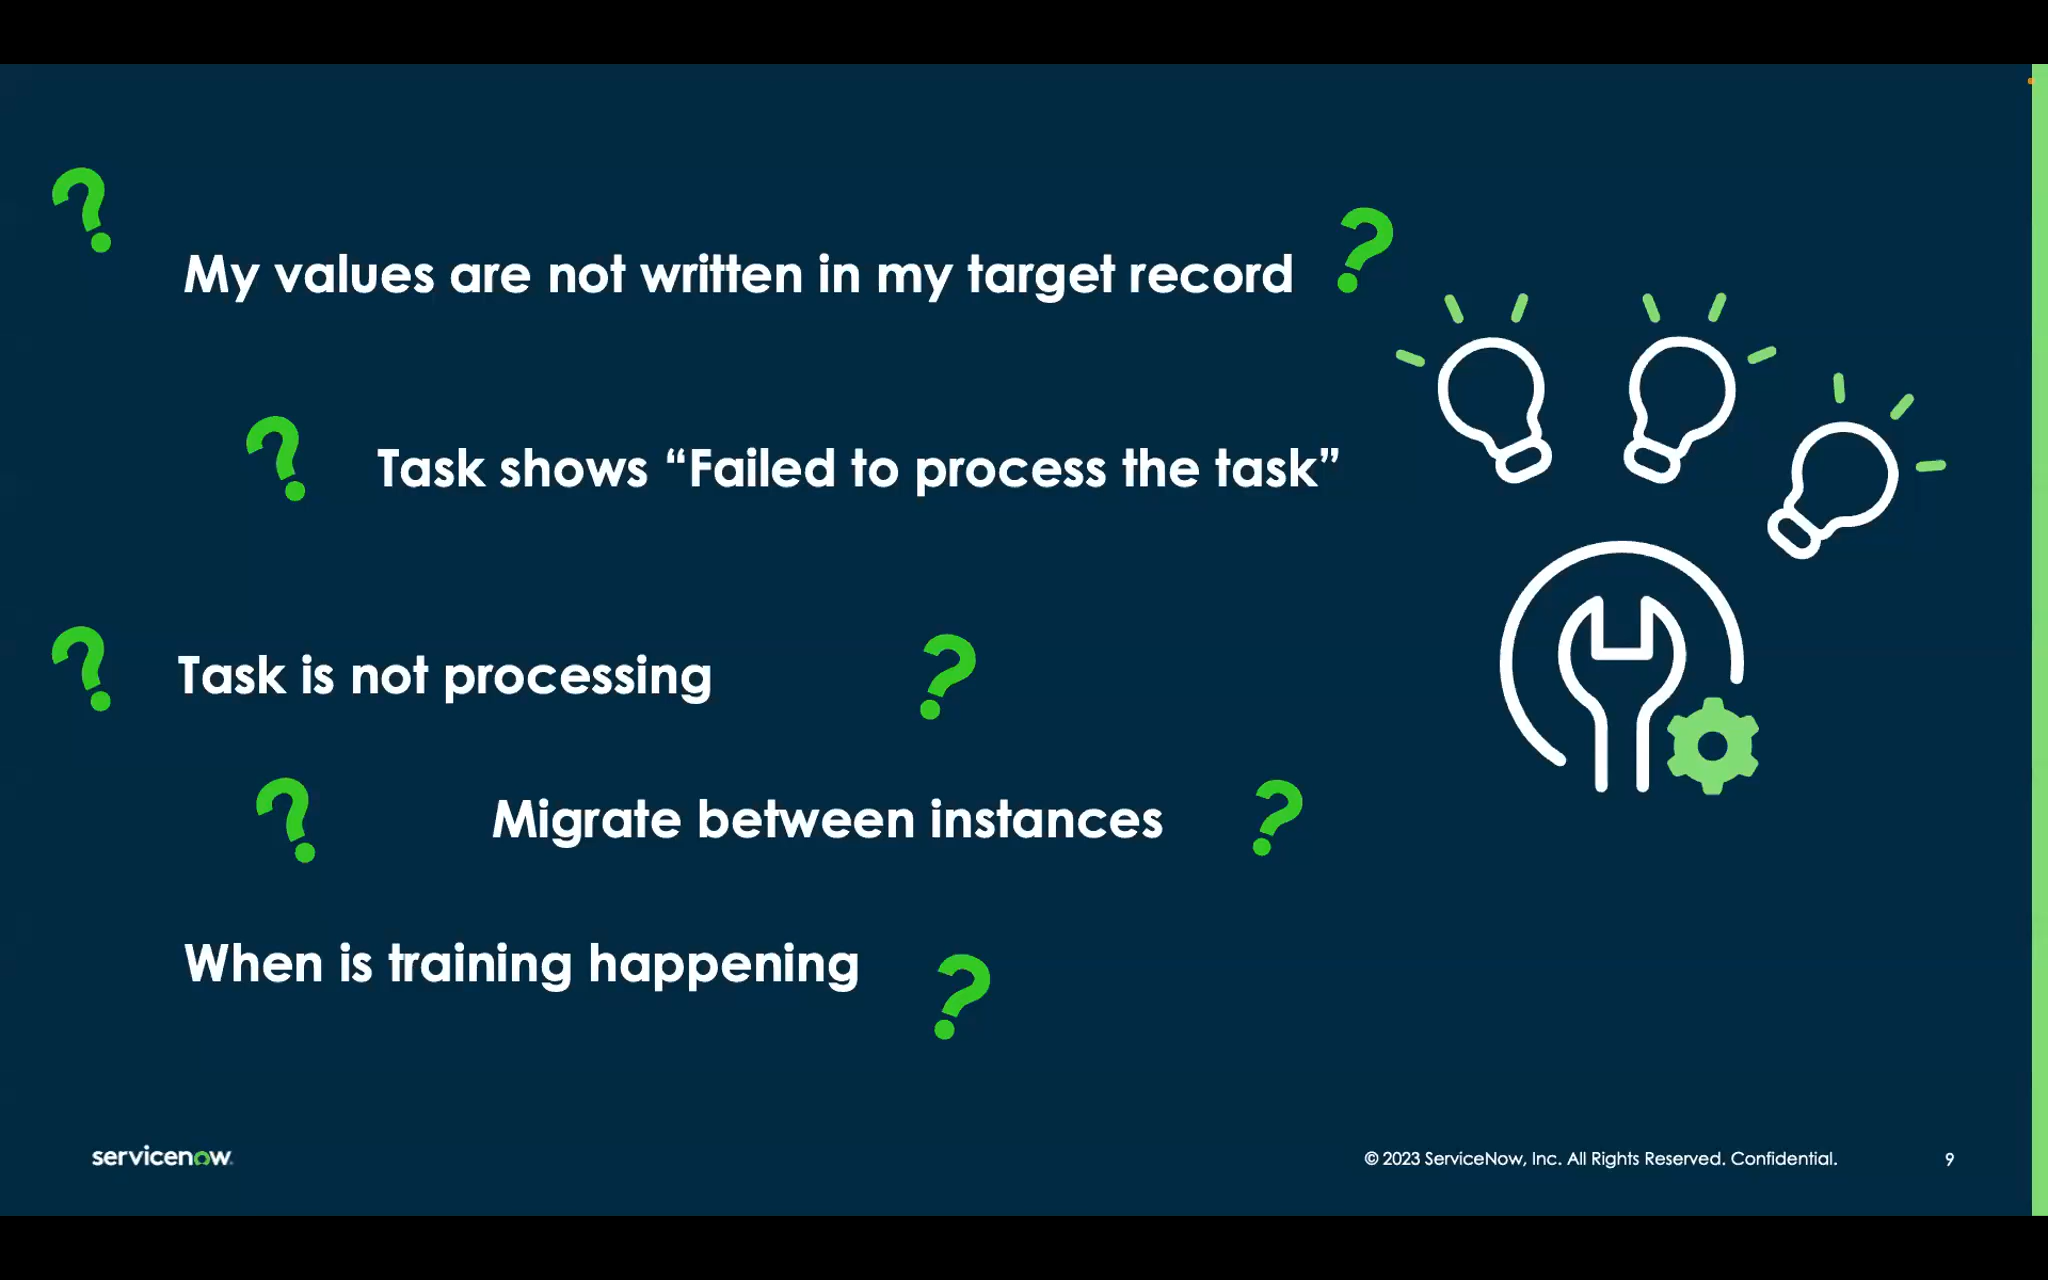 My values are not written in my target record
Task shows “Failed to process the task”
Task is not processing
Migrate between instances
When is training happening
servicenow
© 2023 ServiceNow, Inc. All Rights Reserved. Confidential.
9